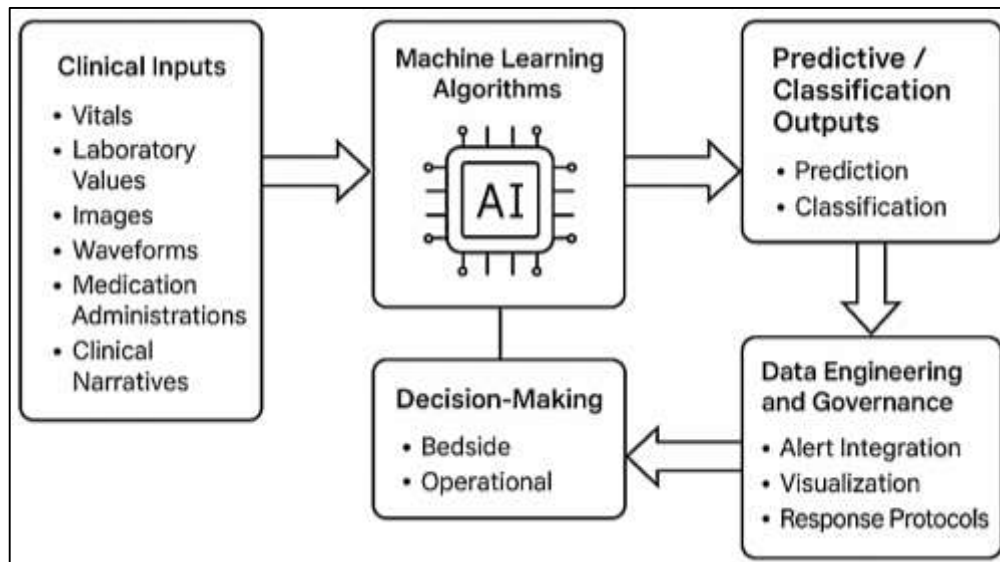 Clinical Inputs
• Vitals
• Laboratory
Values
• Images
• Waveforms
• Medication
Administrations
• Clinical
Narratives
Machine Learning
Algorithms
AI
Predictive /
Classification
Outputs
• Prediction
• Classification
Data Engineering
and Governance
• Alert Integration
• Visualization
• Response Protocols
Decision-Making
• Bedside
• Operational